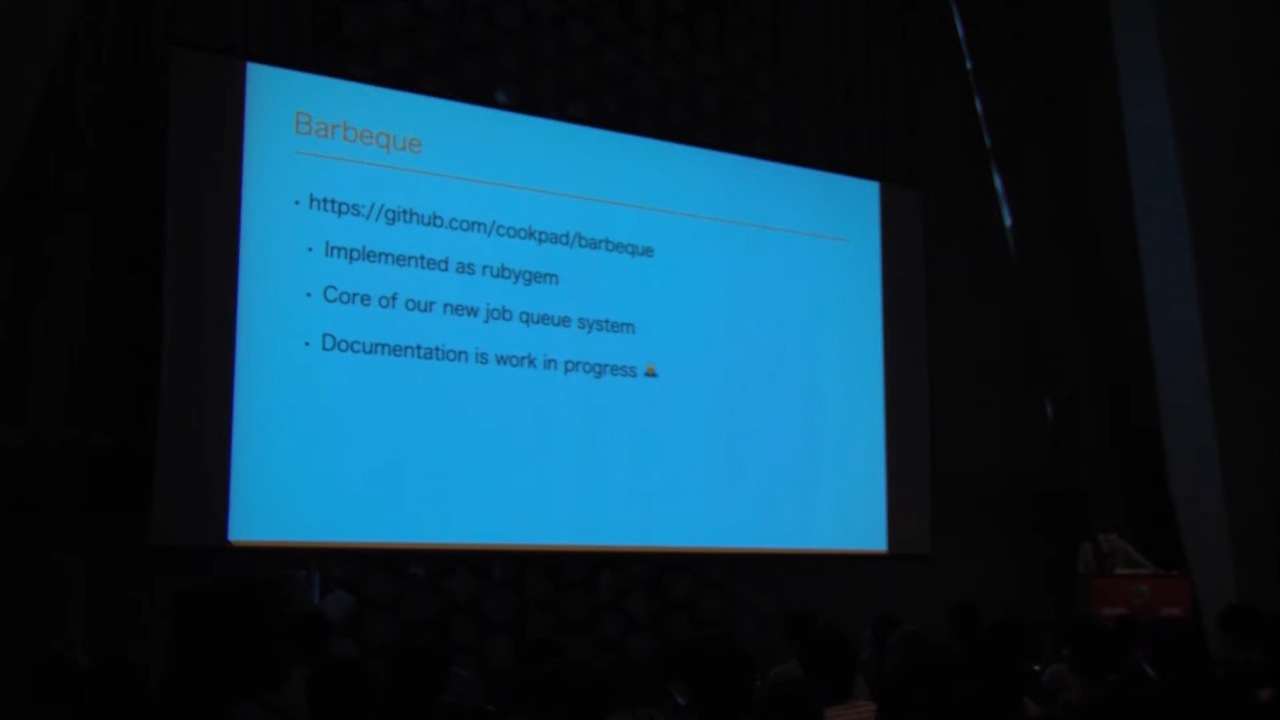 Barbeque
· https://github.com/cookpad/barbeque
· Implemented as rubygem
· Core of our new job queue system
· Documentation is work in progress